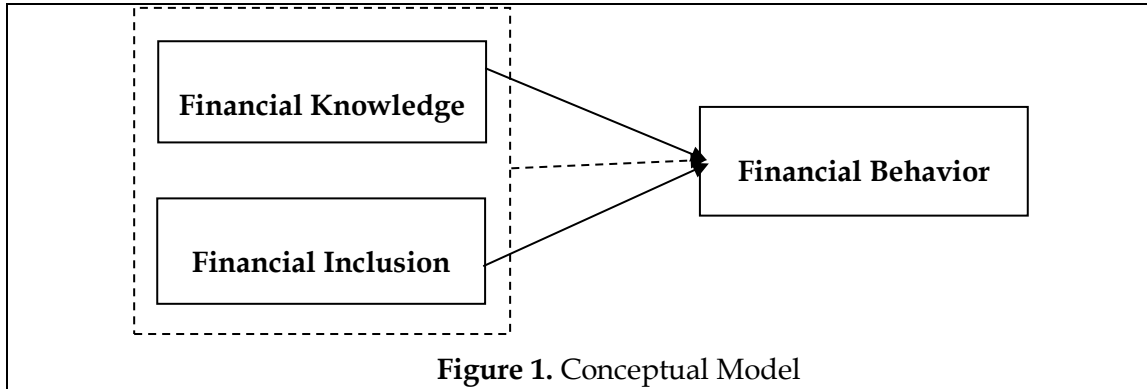 Financial Knowledge
Financial Behavior
Financial Inclusion
Figure 1. Conceptual Model